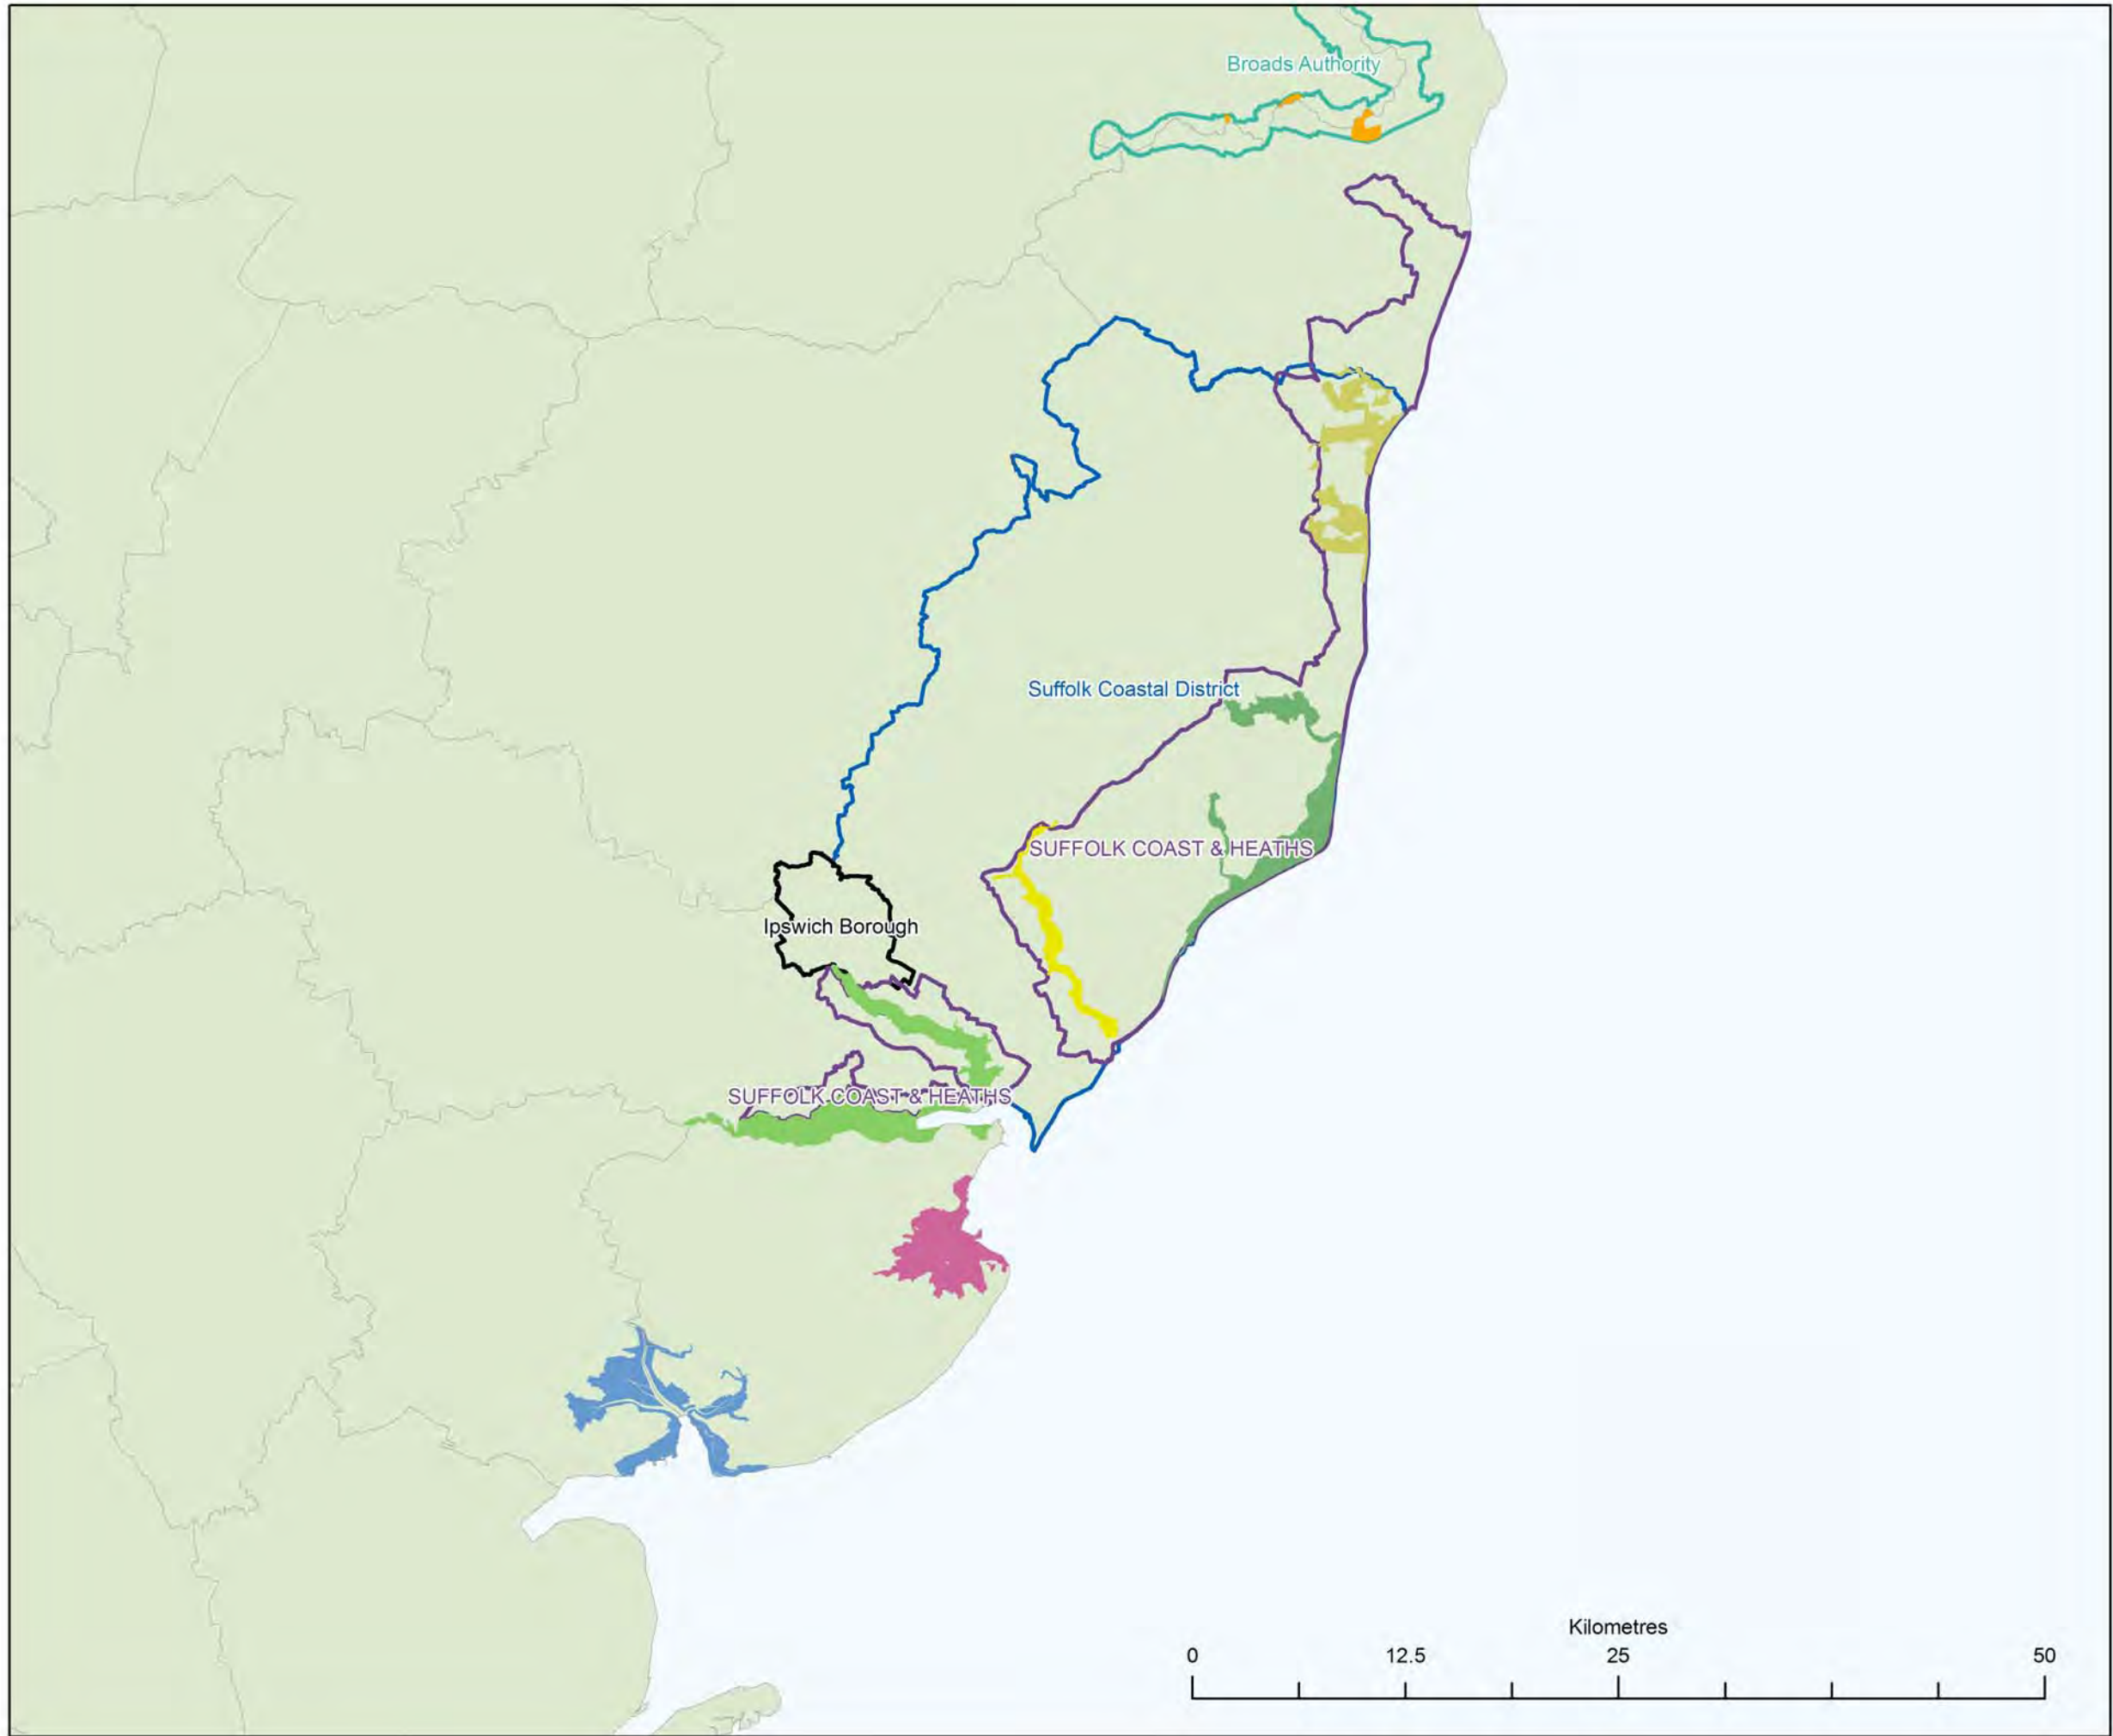 Broads Authority
Suffolk Coastal District
SUFFOLK COAST & HEATHS
Ipswich Borough
SUFFOLK COAST & HEATHS
Kilometres
0 12.5 25 50